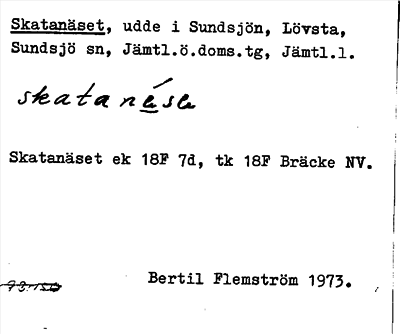 Skatanäset, udde i Sundsjön, Lövsta,
Sundsjö sn, Jämtl.ö.doms.tg, Jämtl.l.
skatanése
Skatanäset ek 18F 7d, tk 18F Bräcke NV.
Bertil Flemström 1973.